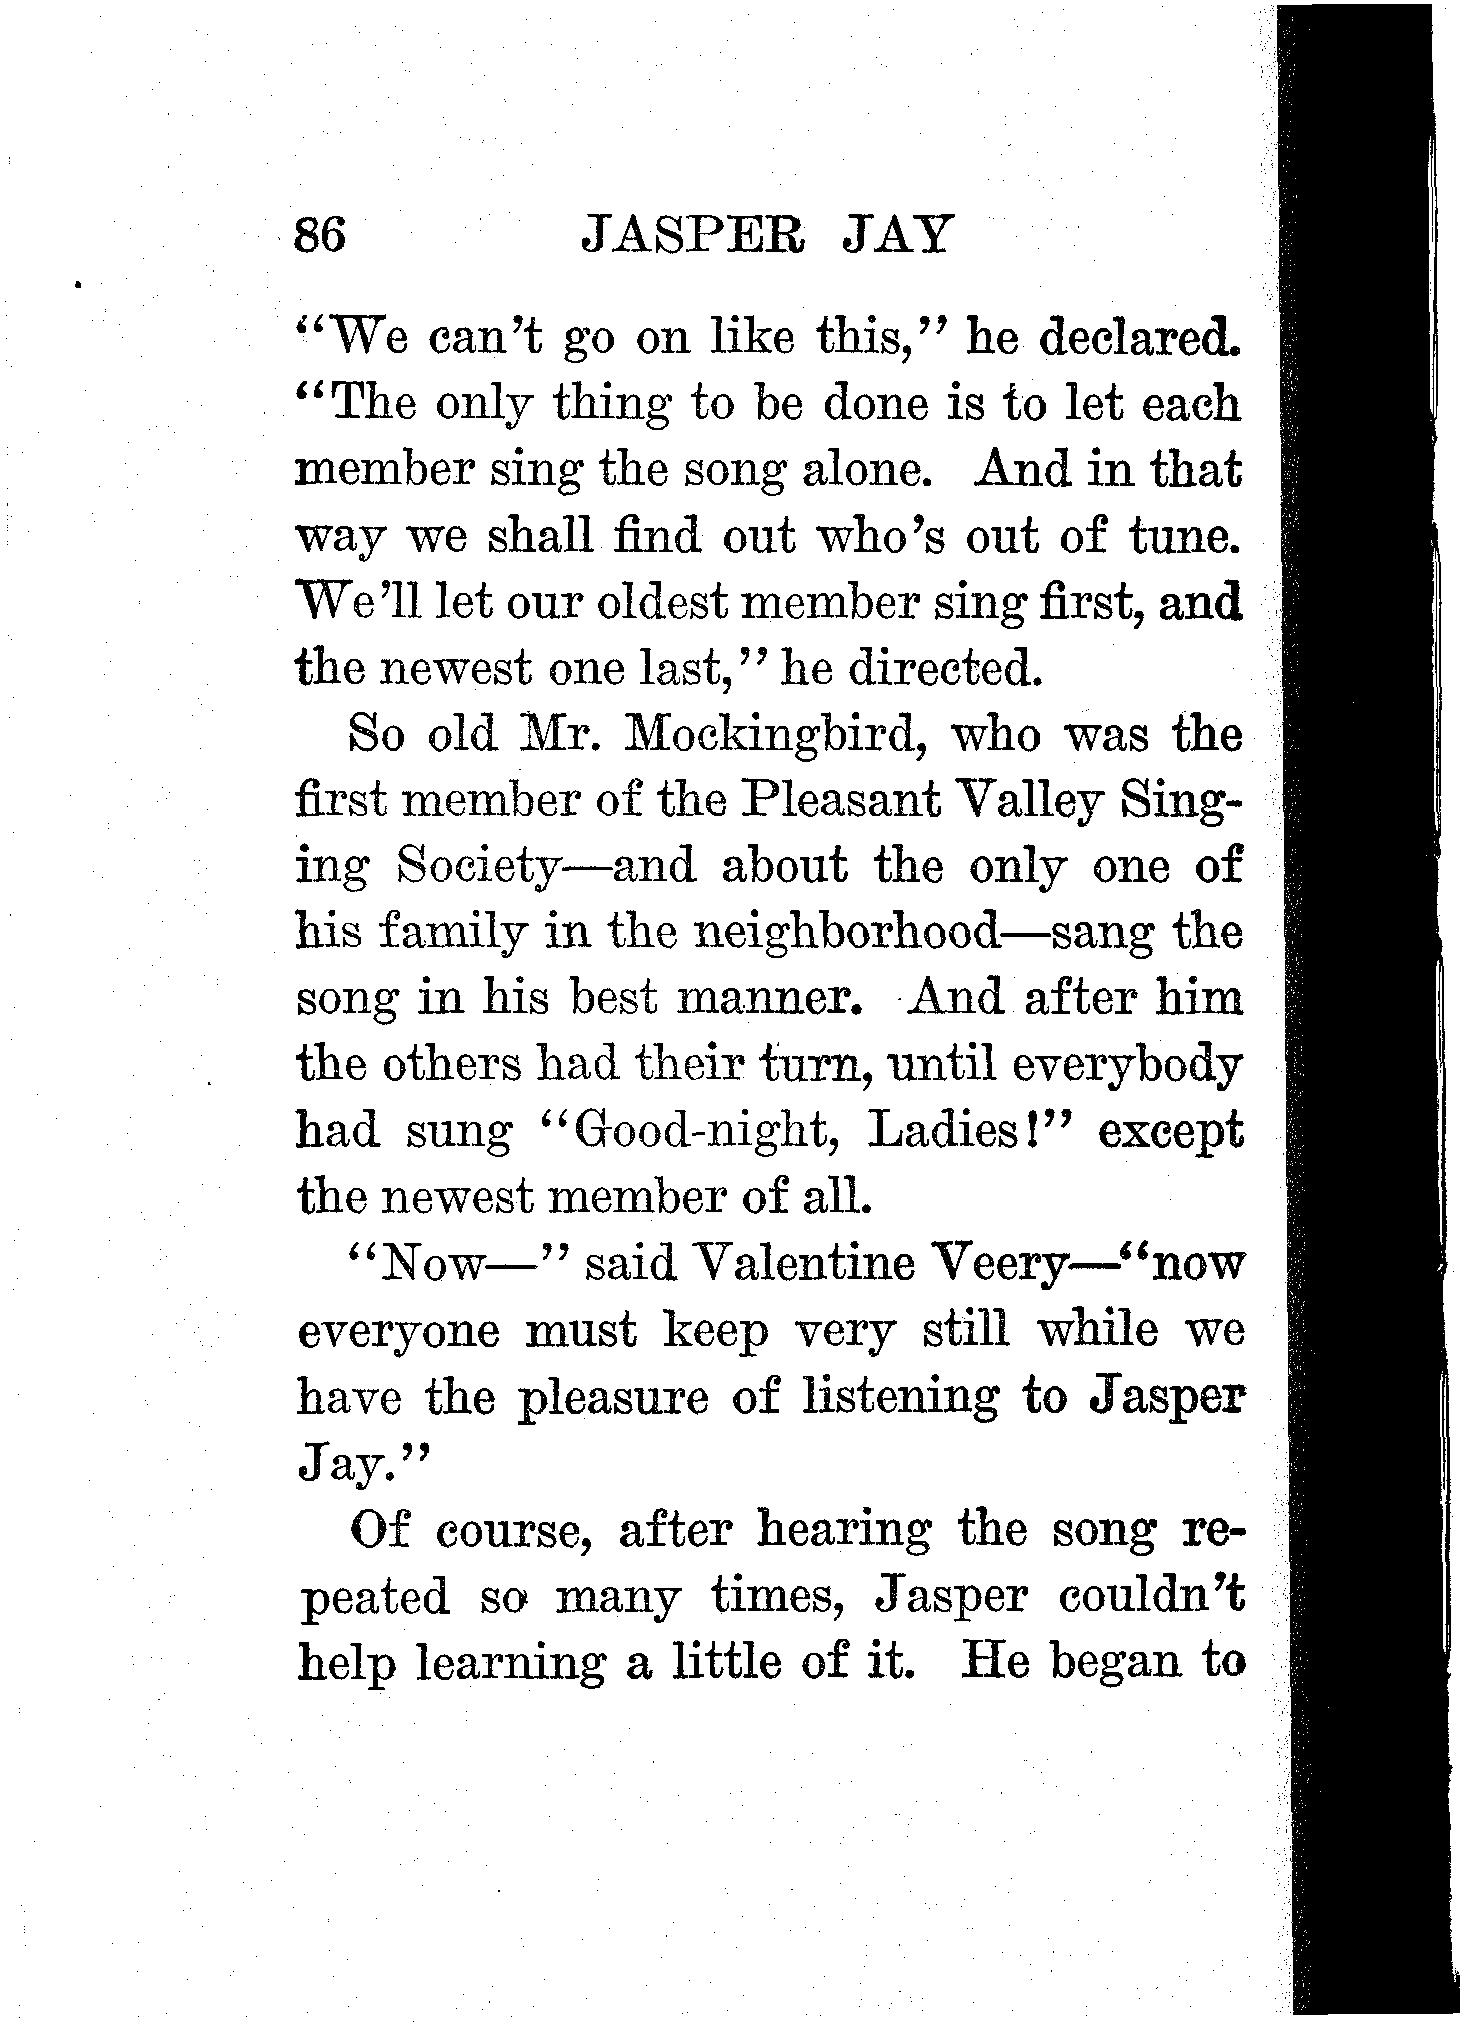 86 JASPER JAY
"We can't go on like this," he declared.
"The only thing to be done is to let each
member sing the song alone. And in that
way we shall find out who's out of tune.
We'll let our oldest member sing first, and
the newest one last," he directed.
So old Mr. Mockingbird, who was the
first member of the Pleasant Valley Sing-
ing Society—and about the only one of
his family in the neighborhood—sang the
song in his best manner. And after him
the others had their turn, until everybody
had sung "Good-night, Ladies!" except
the newest member of all.
"Now—" said Valentine Veery—"now
everyone must keep very still while we
have the pleasure of listening to Jasper
Jay."
Of course, after hearing the song re-
peated so many times, Jasper couldn't
help learning a little of it. He began to